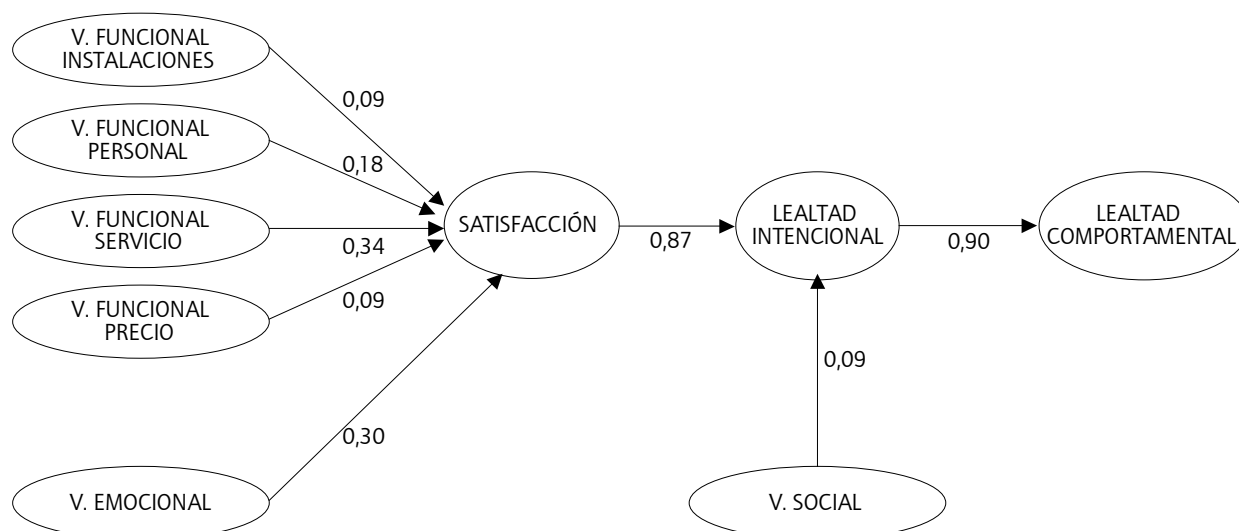 V. FUNCIONAL
INSTALACIONES
0,09
V. FUNCIONAL
PERSONAL
0,18
V. FUNCIONAL
SERVICIO
0,34
V. FUNCIONAL
PRECIO
0,09
V. EMOCIONAL
0,30
SATISFACCIÓN
0,87
LEALTAD
INTENCIONAL
0,90
LEALTAD
COMPORTAMENTAL
0,09
V. SOCIAL